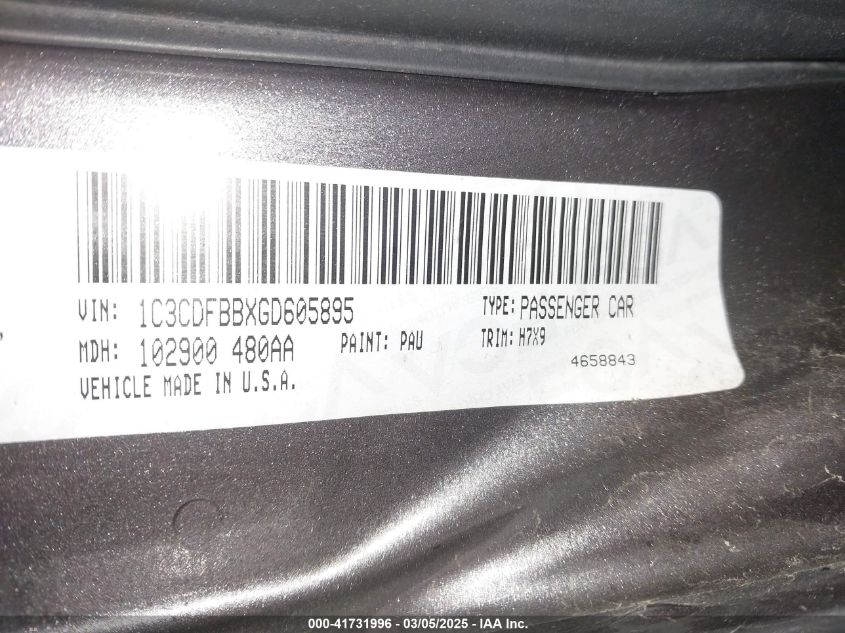 VIN: 1C3CDFBBXGD605895 TYPE: PASSENGER CAR
MDH: 102900 480AA PAINT: PAU TRIM: H7X9
4658843
VEHICLE MADE IN U.S.A.
000-41731996 - 03/05/2025 - IAA Inc.